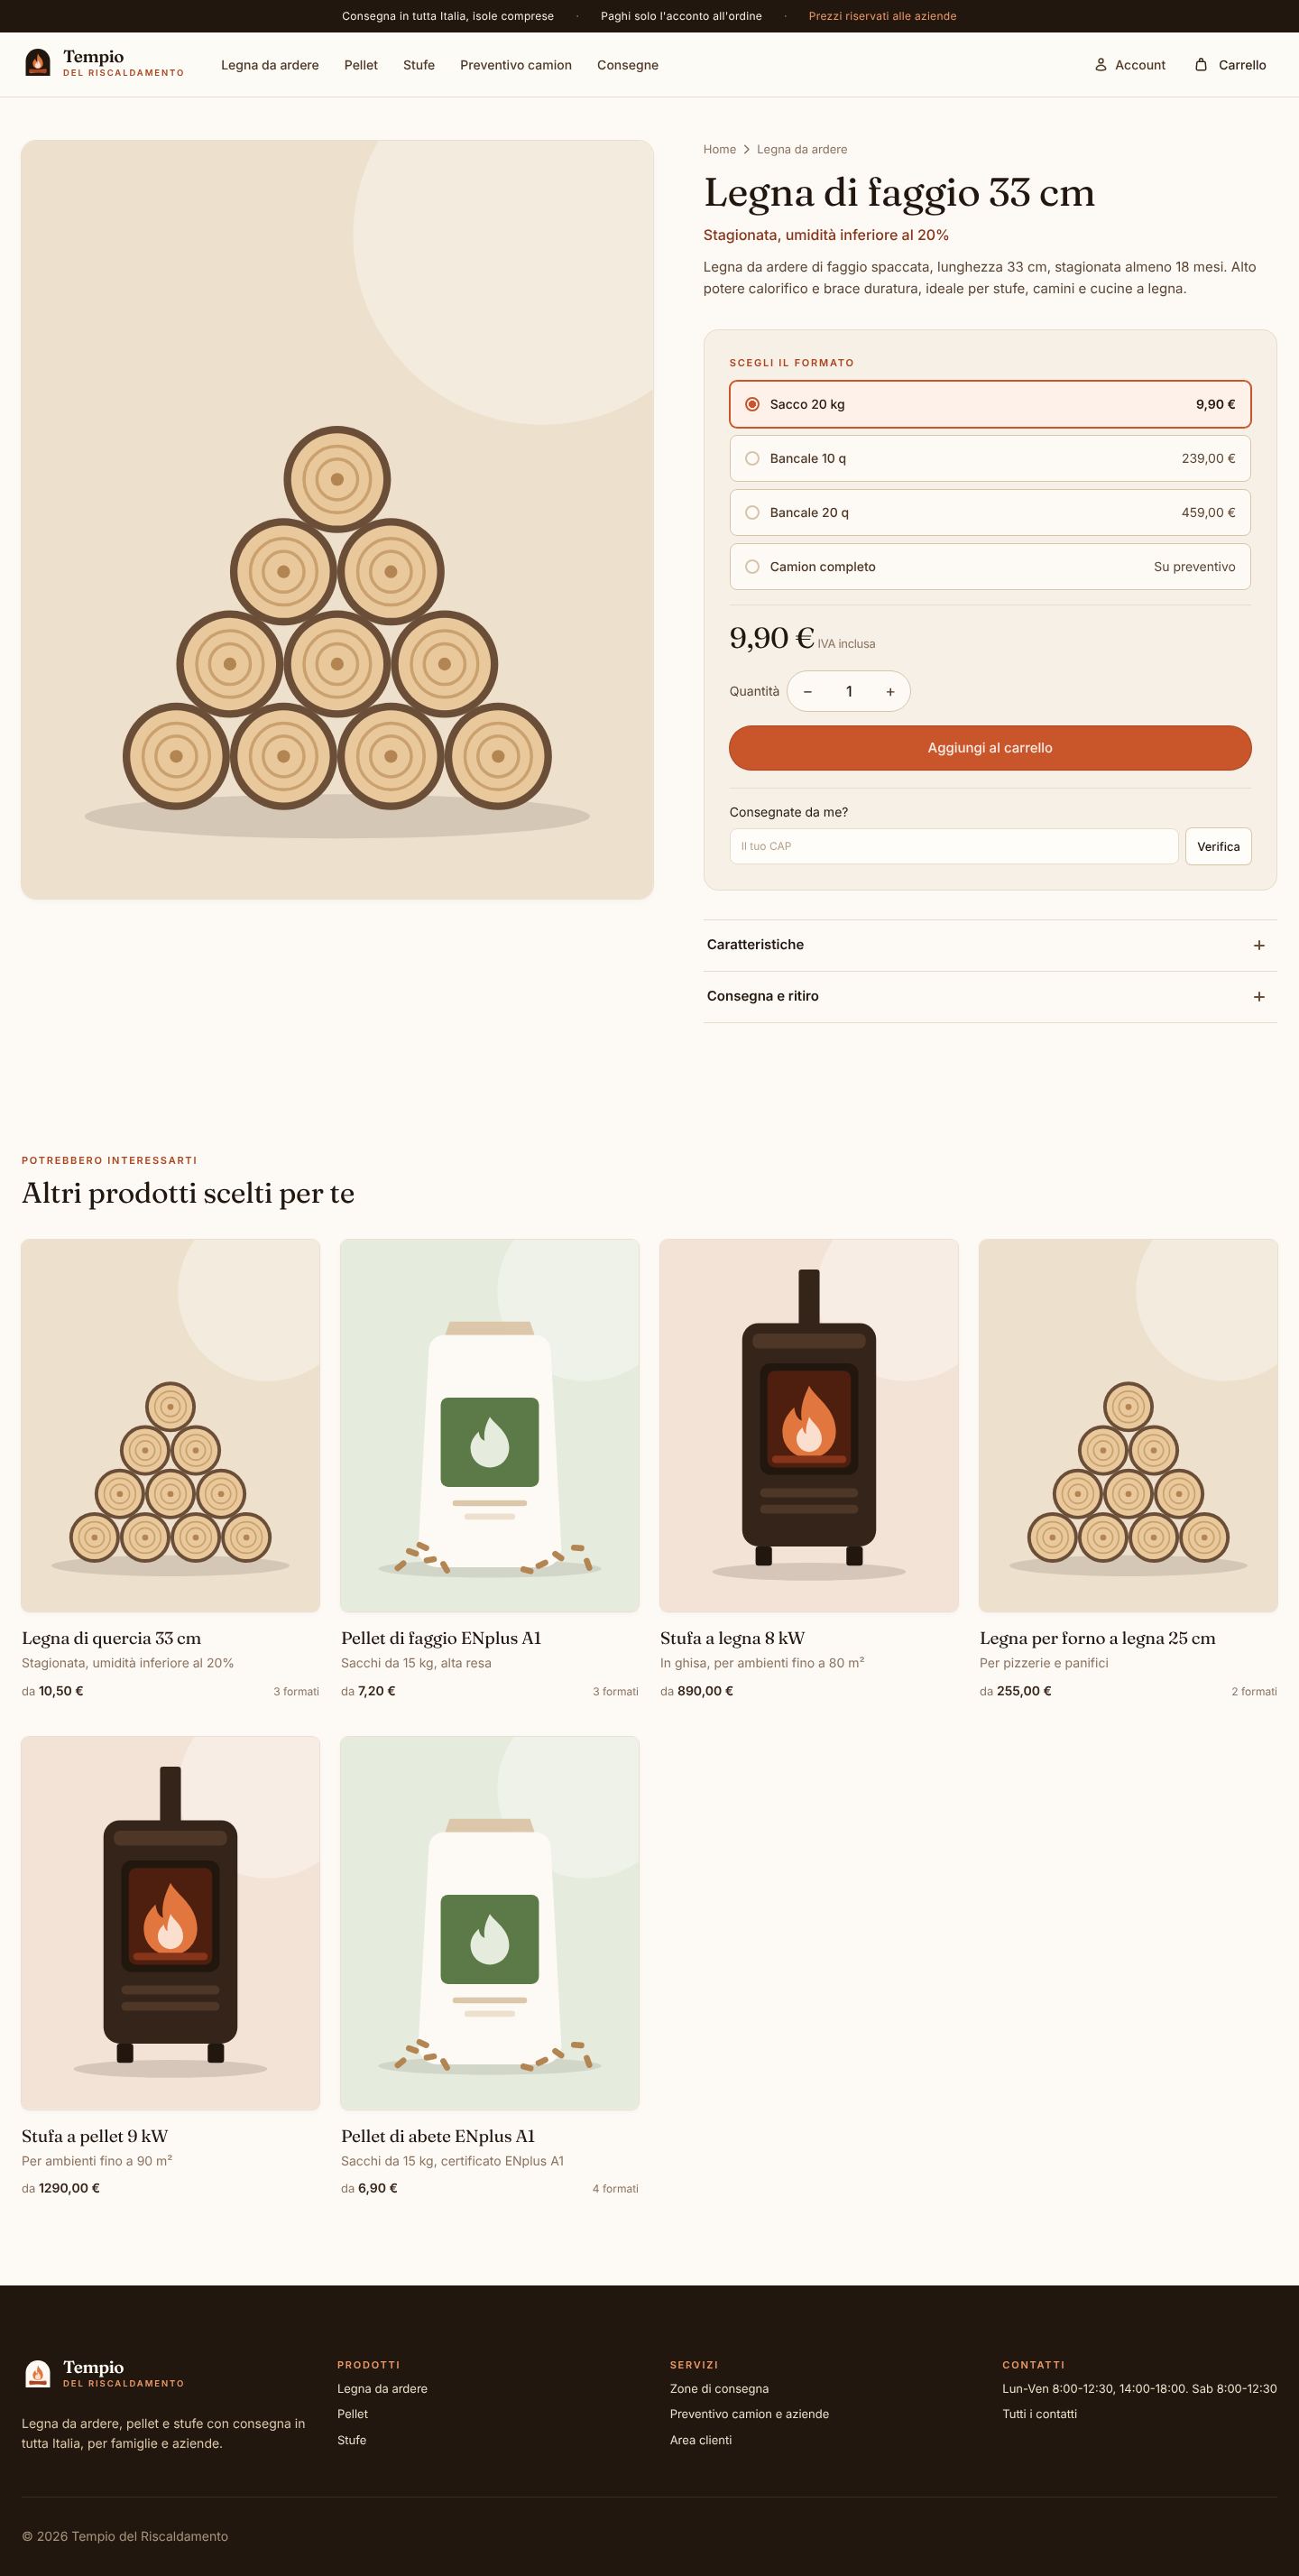 Consegna in tutta Italia, isole comprese · Paghi solo l'acconto all'ordine · Prezzi riservati alle aziende
Tempio
DEL RISCALDAMENTO
Legna da ardere Pellet Stufe Preventivo camion Consegne
Account Carrello
Home > Legna da ardere
Legna di faggio 33 cm
Stagionata, umidità inferiore al 20%
Legna da ardere di faggio spaccata, lunghezza 33 cm, stagionata almeno 18 mesi. Alto
potere calorifico e brace duratura, ideale per stufe, camini e cucine a legna.
SCEGLI IL FORMATO
Sacco 20 kg 9,90 €
Bancale 10 q 239,00 €
Bancale 20 q 459,00 €
Camion completo Su preventivo
9,90 € IVA inclusa
Quantità − 1 +
Aggiungi al carrello
Consegnate da me?
Il tuo CAP Verifica
Caratteristiche +
Consegna e ritiro +
POTREBBERO INTERESSARTI
Altri prodotti scelti per te
Legna di quercia 33 cm
Stagionata, umidità inferiore al 20%
da 10,50 € 3 formati
Pellet di faggio ENplus A1
Sacchi da 15 kg, alta resa
da 7,20 € 3 formati
Stufa a legna 8 kW
In ghisa, per ambienti fino a 80 m²
da 890,00 €
Legna per forno a legna 25 cm
Per pizzerie e panifici
da 255,00 € 2 formati
Stufa a pellet 9 kW
Per ambienti fino a 90 m²
da 1290,00 €
Pellet di abete ENplus A1
Sacchi da 15 kg, certificato ENplus A1
da 6,90 € 4 formati
Tempio
DEL RISCALDAMENTO
Legna da ardere, pellet e stufe con consegna in
tutta Italia, per famiglie e aziende.
PRODOTTI
Legna da ardere
Pellet
Stufe
SERVIZI
Zone di consegna
Preventivo camion e aziende
Area clienti
CONTATTI
Lun-Ven 8:00-12:30, 14:00-18:00. Sab 8:00-12:30
Tutti i contatti
© 2026 Tempio del Riscaldamento